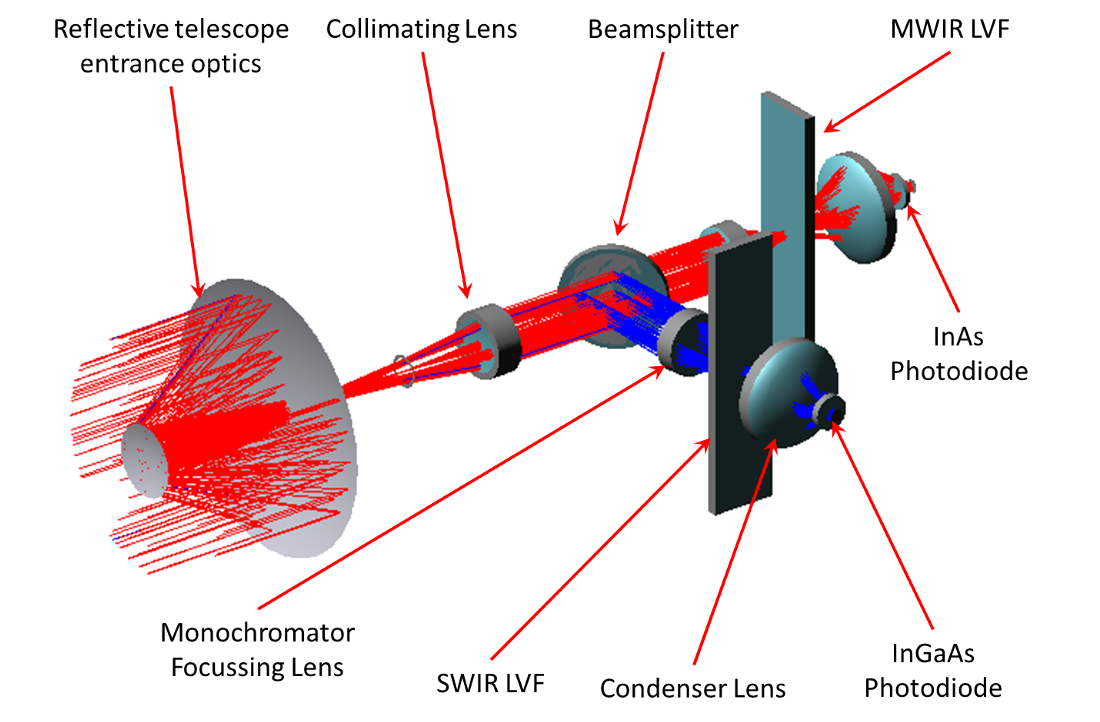 Reflective telescope
entrance optics
Collimating Lens
Beamsplitter
MWIR LVF
InAs
Photodiode
Monochromator
Focussing Lens
SWIR LVF
Condenser Lens
InGaAs
Photodiode